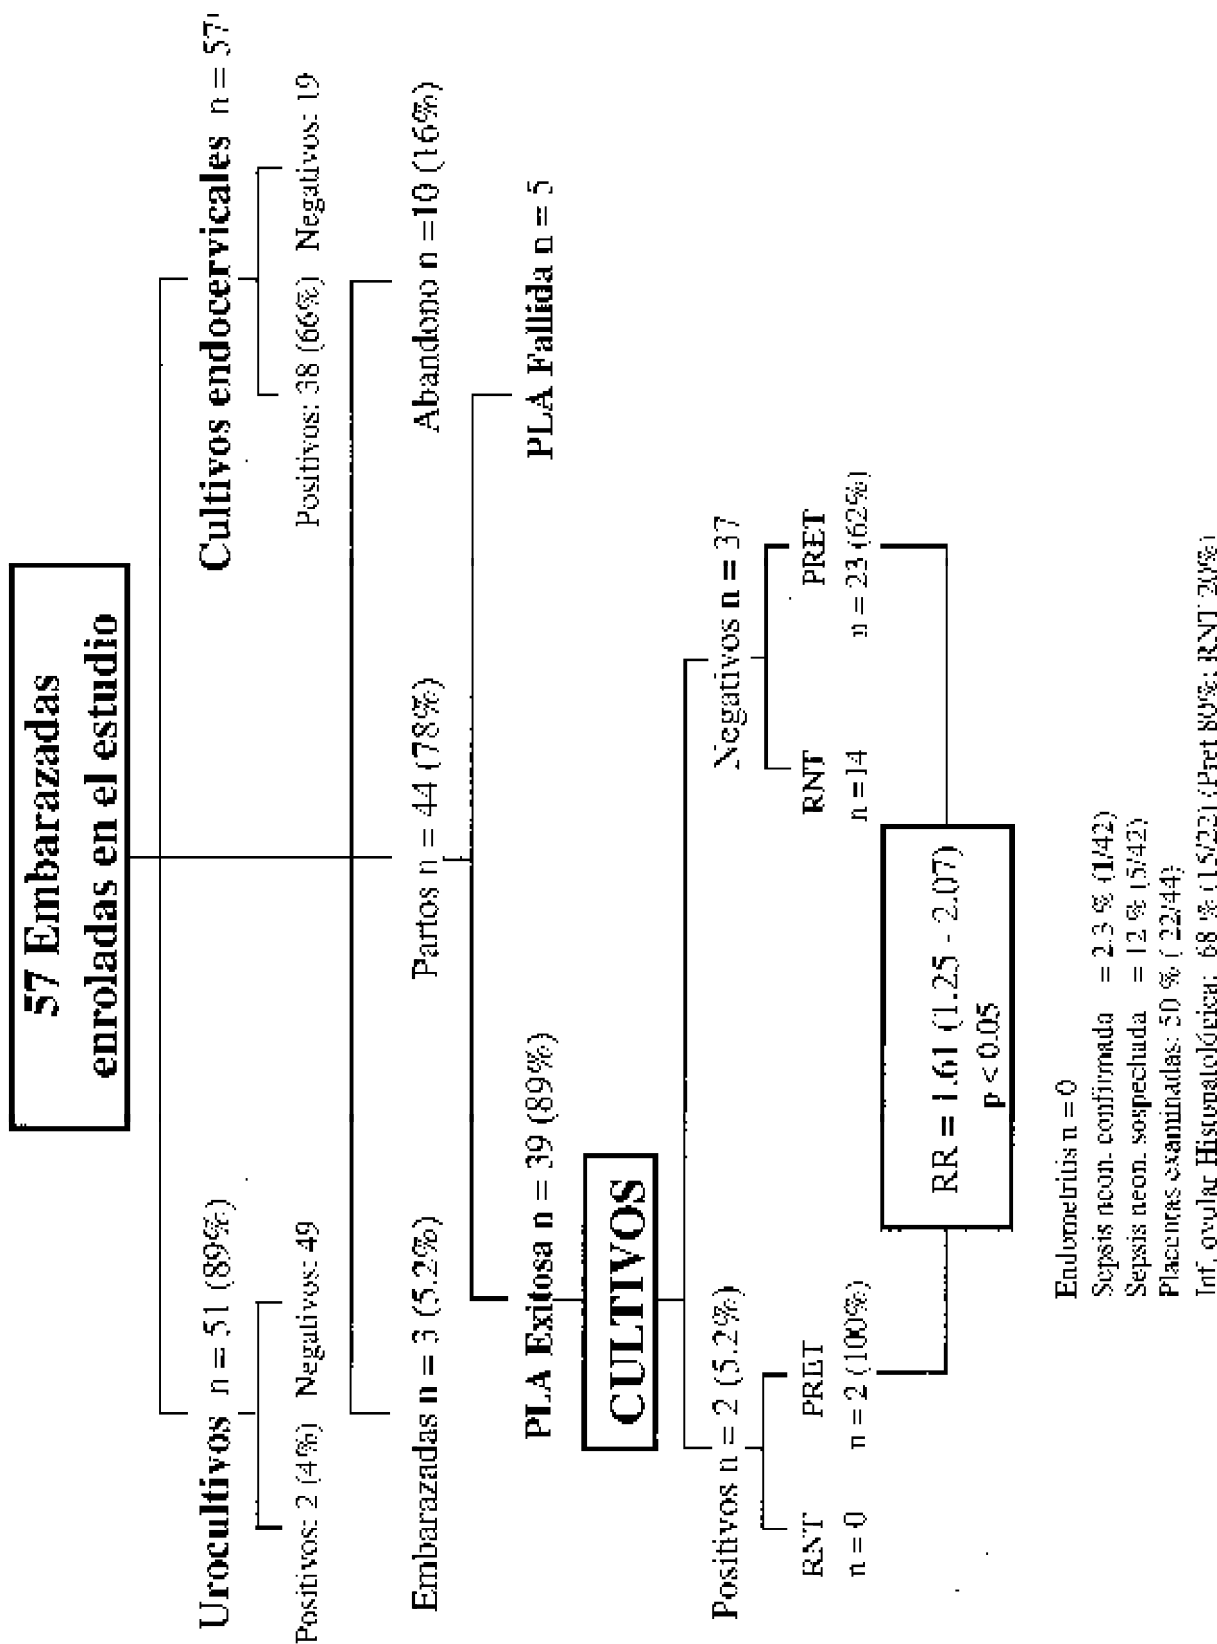 57 Embarazadas
enroladas en el estudio
Urocultivos n = 51 (89%)
Cultivos endocervicales n = 57
Positivos: 2 (4%) Negativos: 49
Positivos: 38 (66%) Negativos: 19
Embarazadas n = 3 (5.2%)
Partos n = 44 (78%)
Abandono n = 10 (16%)
PLA Exitosa n = 39 (89%)
PLA Fallida n = 5
CULTIVOS
Positivos n = 2 (5.2%)
Negativos n = 37
RNT
PRET
RNT
PRET
n = 0
n = 2 (100%)
n = 14
n = 23 (62%)
RR = 1.61 (1.25 - 2.07)
p < 0.05
Endometritis n = 0
Sepsis neon. confirmada = 2.3 % (1/42)
Sepsis neon. sospechada = 12 % (5/42)
Placentas examinadas: 50 % ( 22/44)
Inf. ovular Histopatológica: 68 % (15/22) (Pret 80%: RNT 20%)